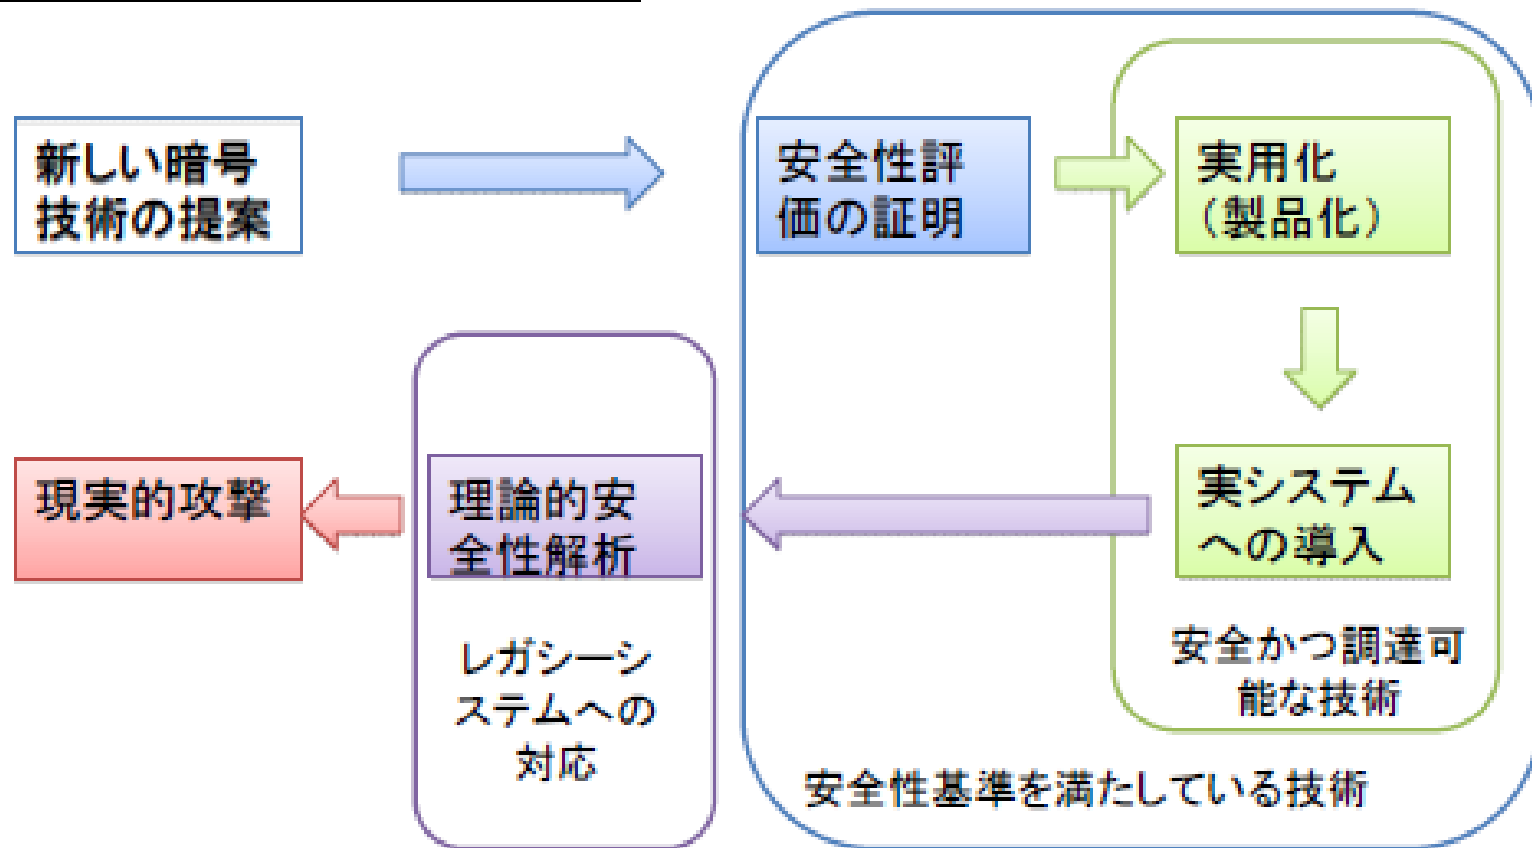 新しい暗号
技術の提案
安全性評
価の証明
実用化
（製品化）
現実的攻撃
理論的安
全性解析
実システム
への導入
レガシーシ
ステムへの
対応
安全かつ調達可
能な技術
安全性基準を満たしている技術